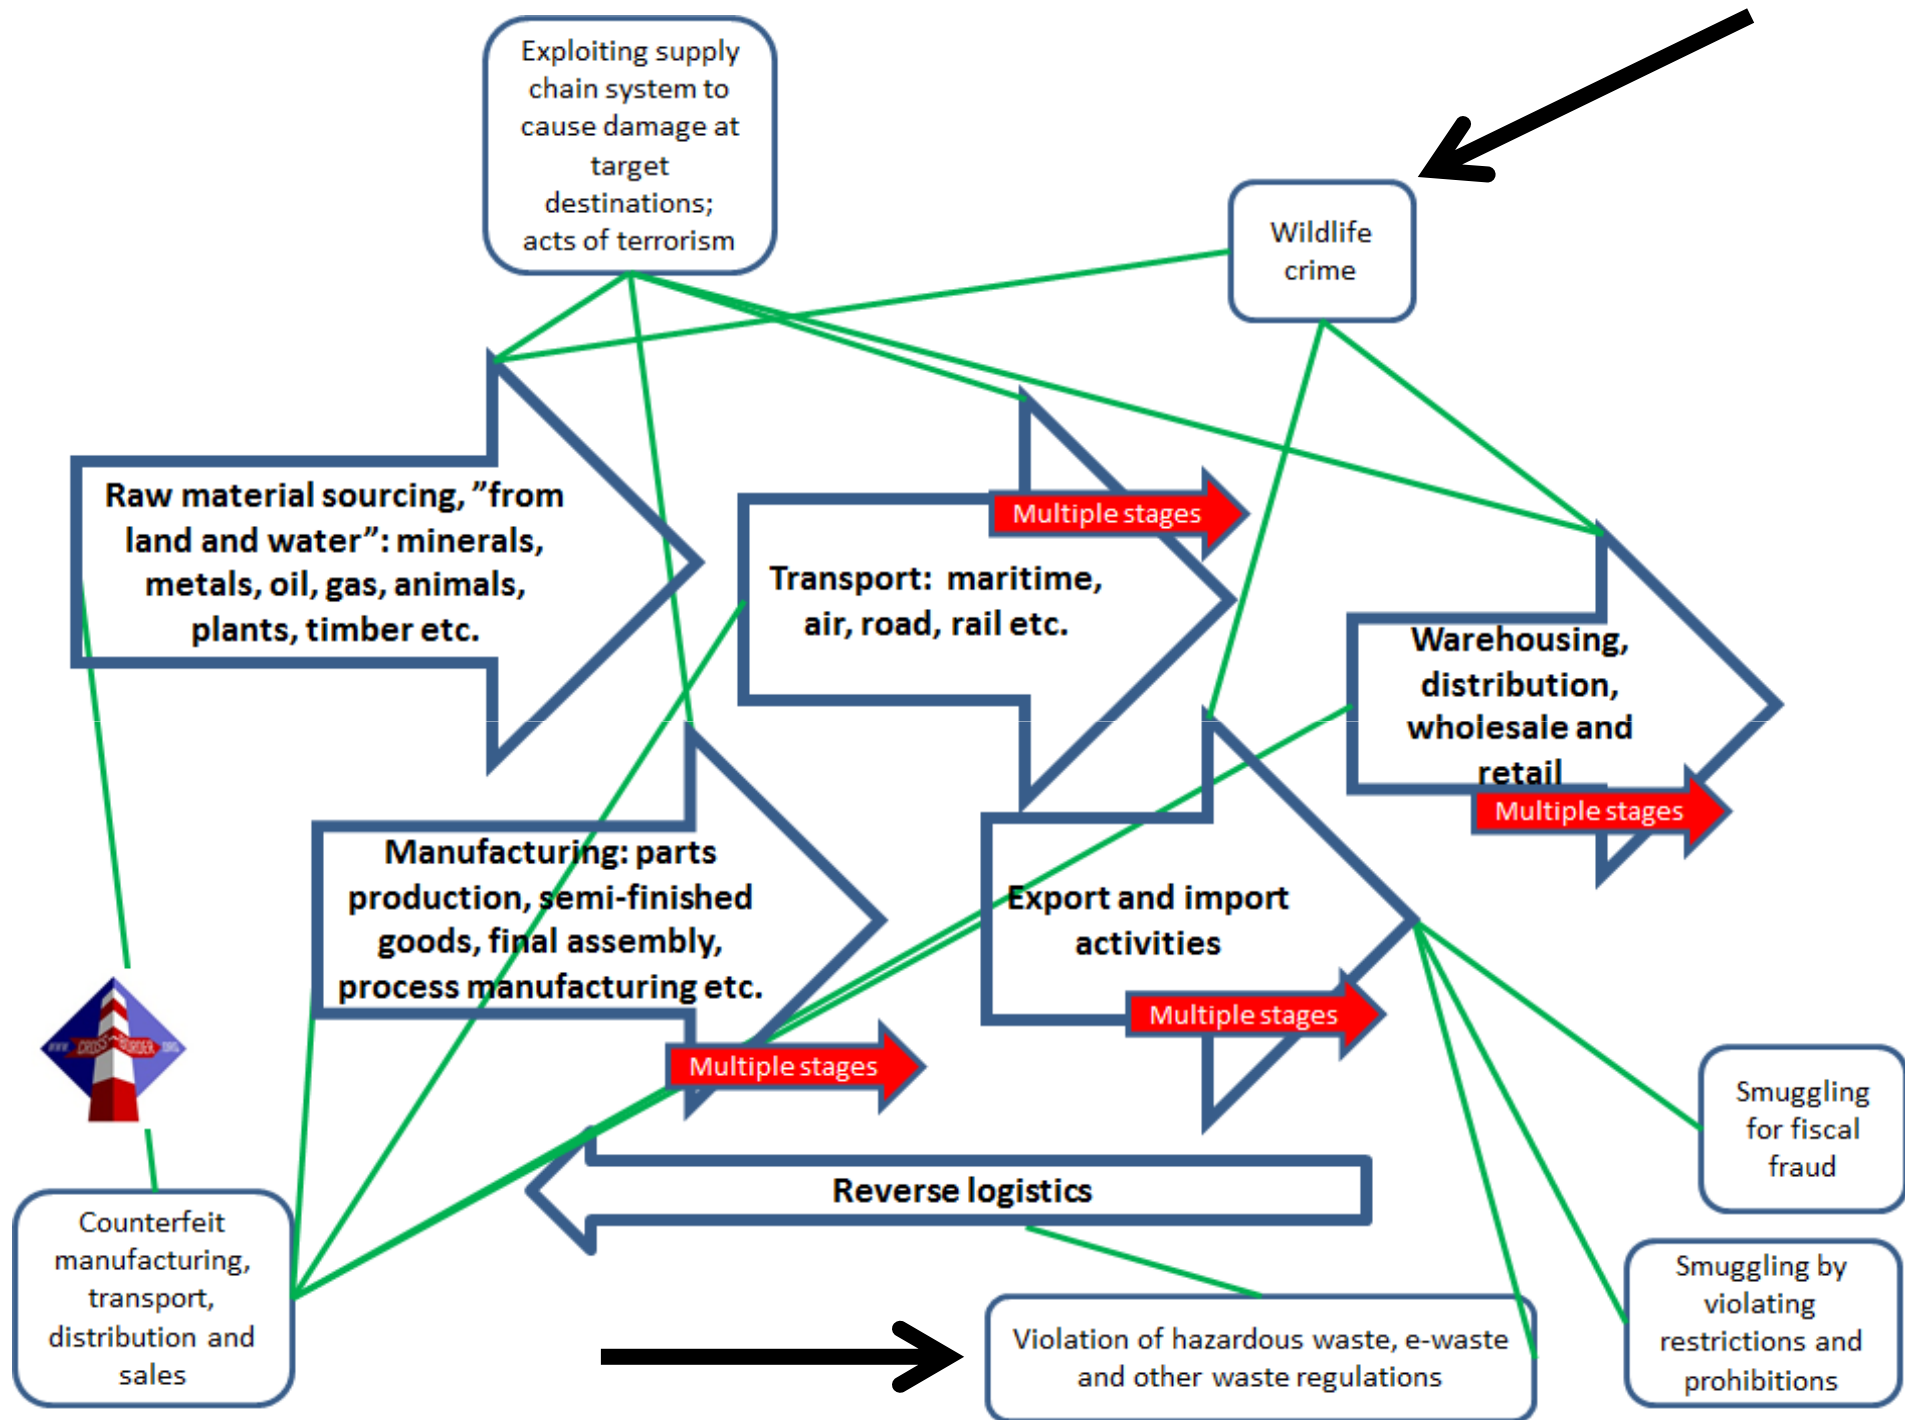 Exploiting supply
chain system to
cause damage at
target
destinations;
acts of terrorism
Wildlife
crime
Raw material sourcing, ”from
land and water”: minerals,
metals, oil, gas, animals,
plants, timber etc.
Multiple stages
Transport:  maritime,
air, road, rail etc.
Warehousing,
distribution,
wholesale and
retail
Multiple stages
Manufacturing: parts
production, semi-finished
goods, final assembly,
process manufacturing etc.
Multiple stages
Export and import
activities
Multiple stages
WWW. CROSS-BORDER .ORG
Reverse logistics
Smuggling
for fiscal
fraud
Counterfeit
manufacturing,
transport,
distribution and
sales
Violation of hazardous waste, e-waste
and other waste regulations
Smuggling by
violating
restrictions and
prohibitions